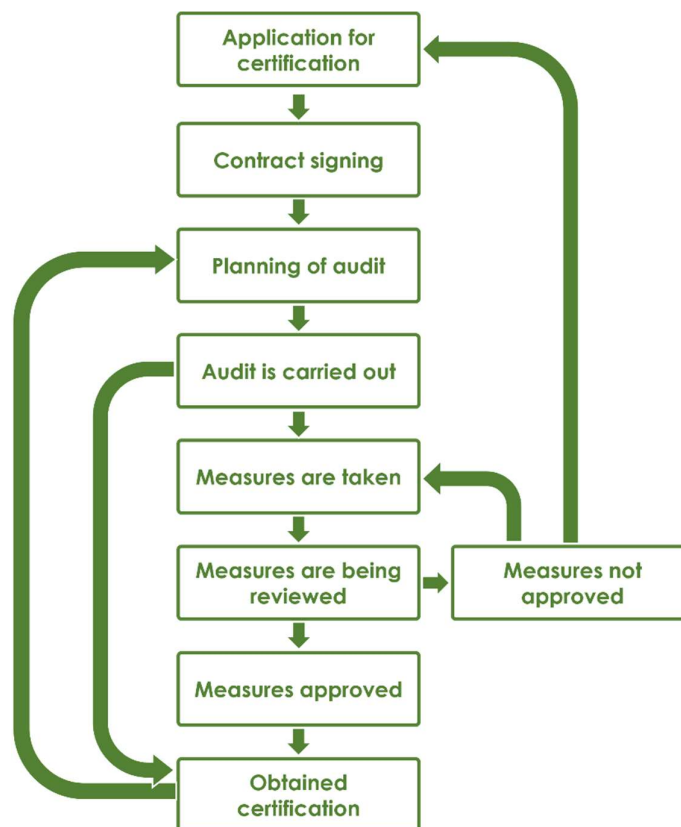 Application for
certification
Contract signing
Planning of audit
Audit is carried out
Measures are taken
Measures are being
reviewed
Measures not
approved
Measures approved
Obtained
certification